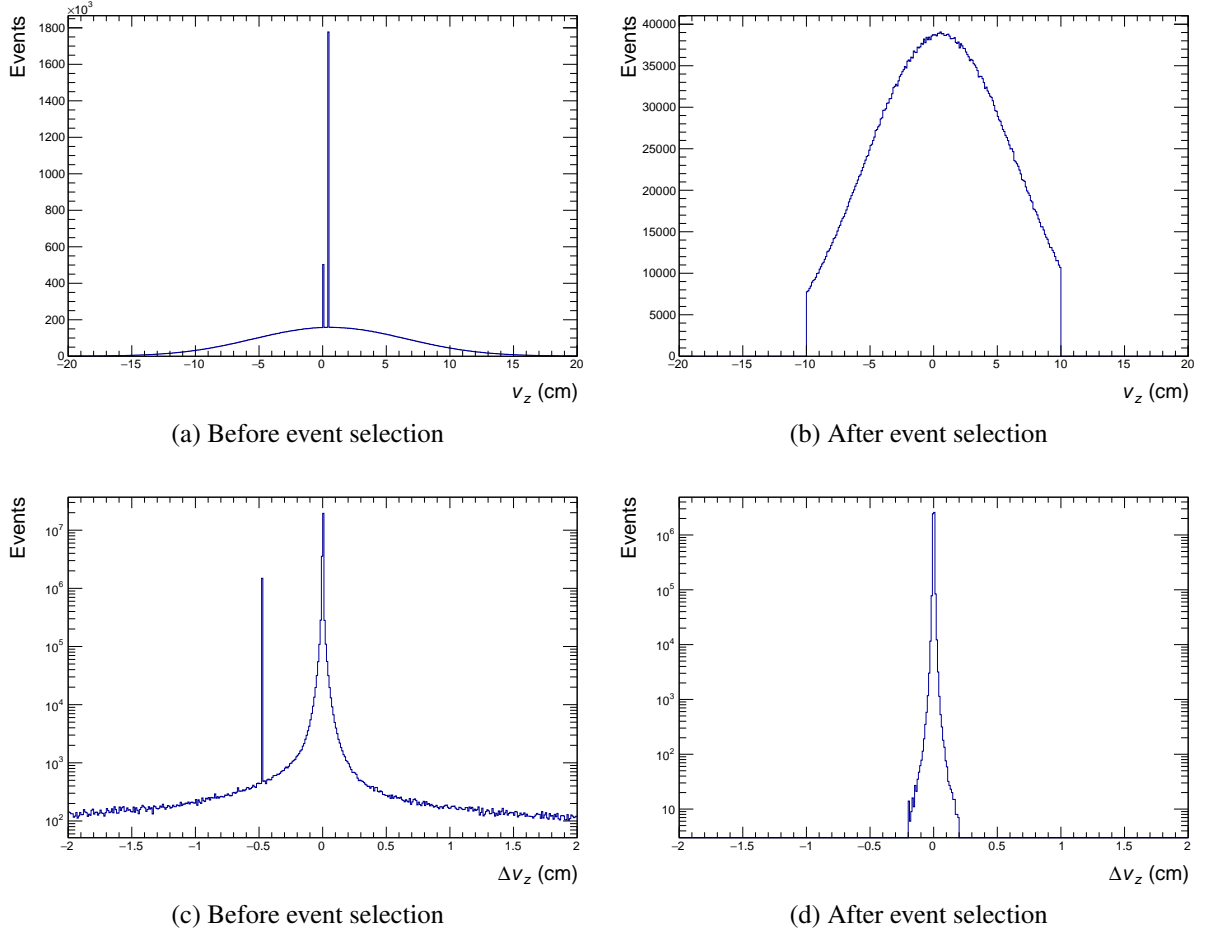 ×10³
Events
1800
1600
1400
1200
1000
800
600
400
200
0
−20 −15 −10 −5 0 5 10 15 20
v_z (cm)
(a) Before event selection
Events
40000
35000
30000
25000
20000
15000
10000
5000
0
−20 −15 −10 −5 0 5 10 15 20
v_z (cm)
(b) After event selection
Events
10⁷
10⁶
10⁵
10⁴
10³
10²
−2 −1.5 −1 −0.5 0 0.5 1 1.5 2
Δv_z (cm)
(c) Before event selection
Events
10⁶
10⁵
10⁴
10³
10²
10
−2 −1.5 −1 −0.5 0 0.5 1 1.5 2
Δv_z (cm)
(d) After event selection